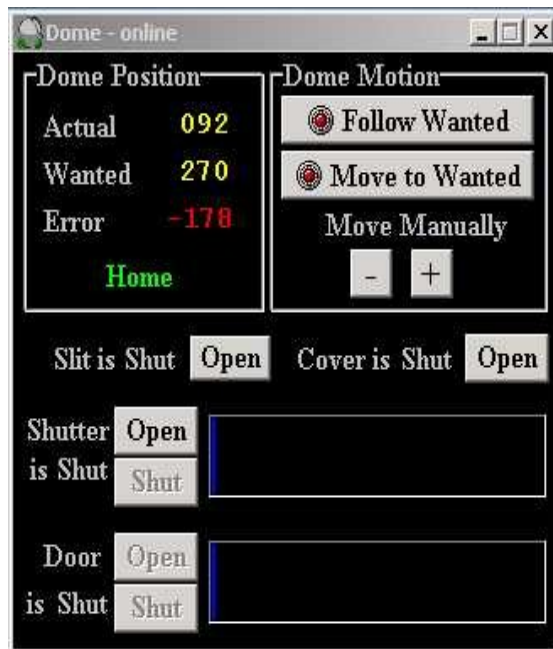 Dome - online
Dome Position
Actual 092
Wanted 270
Error -178
Home
Dome Motion
Follow Wanted
Move to Wanted
Move Manually
- +
Slit is Shut Open Cover is Shut Open
Shutter Open
is Shut Shut
Door Open
is Shut Shut